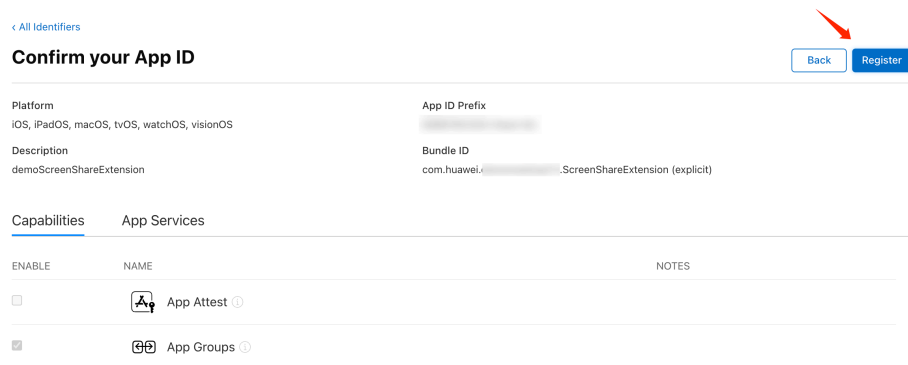 ‹ All Identifiers
Confirm your App ID
Back Register
Platform
iOS, iPadOS, macOS, tvOS, watchOS, visionOS
App ID Prefix
Description
demoScreenShareExtension
Bundle ID
com.huawei. .ScreenShareExtension (explicit)
Capabilities App Services
ENABLE NAME NOTES
App Attest
App Groups